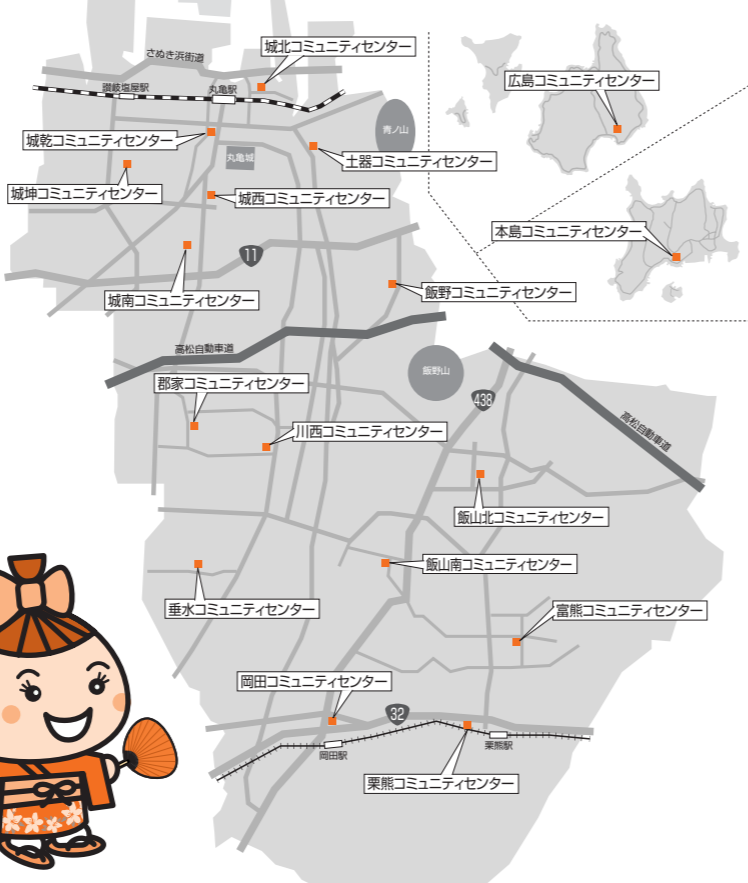 城北コミュニティセンター
さぬき浜街道
広島コミュニティセンター
讃岐塩屋駅
丸亀駅
青ノ山
城乾コミュニティセンター
丸亀城
土器コミュニティセンター
城坤コミュニティセンター
城西コミュニティセンター
本島コミュニティセンター
11
城南コミュニティセンター
飯野コミュニティセンター
高松自動車道
飯野山
郡家コミュニティセンター
438
高松自動車道
川西コミュニティセンター
飯山北コミュニティセンター
飯山南コミュニティセンター
垂水コミュニティセンター
富熊コミュニティセンター
岡田コミュニティセンター
32
岡田駅
栗熊駅
栗熊コミュニティセンター